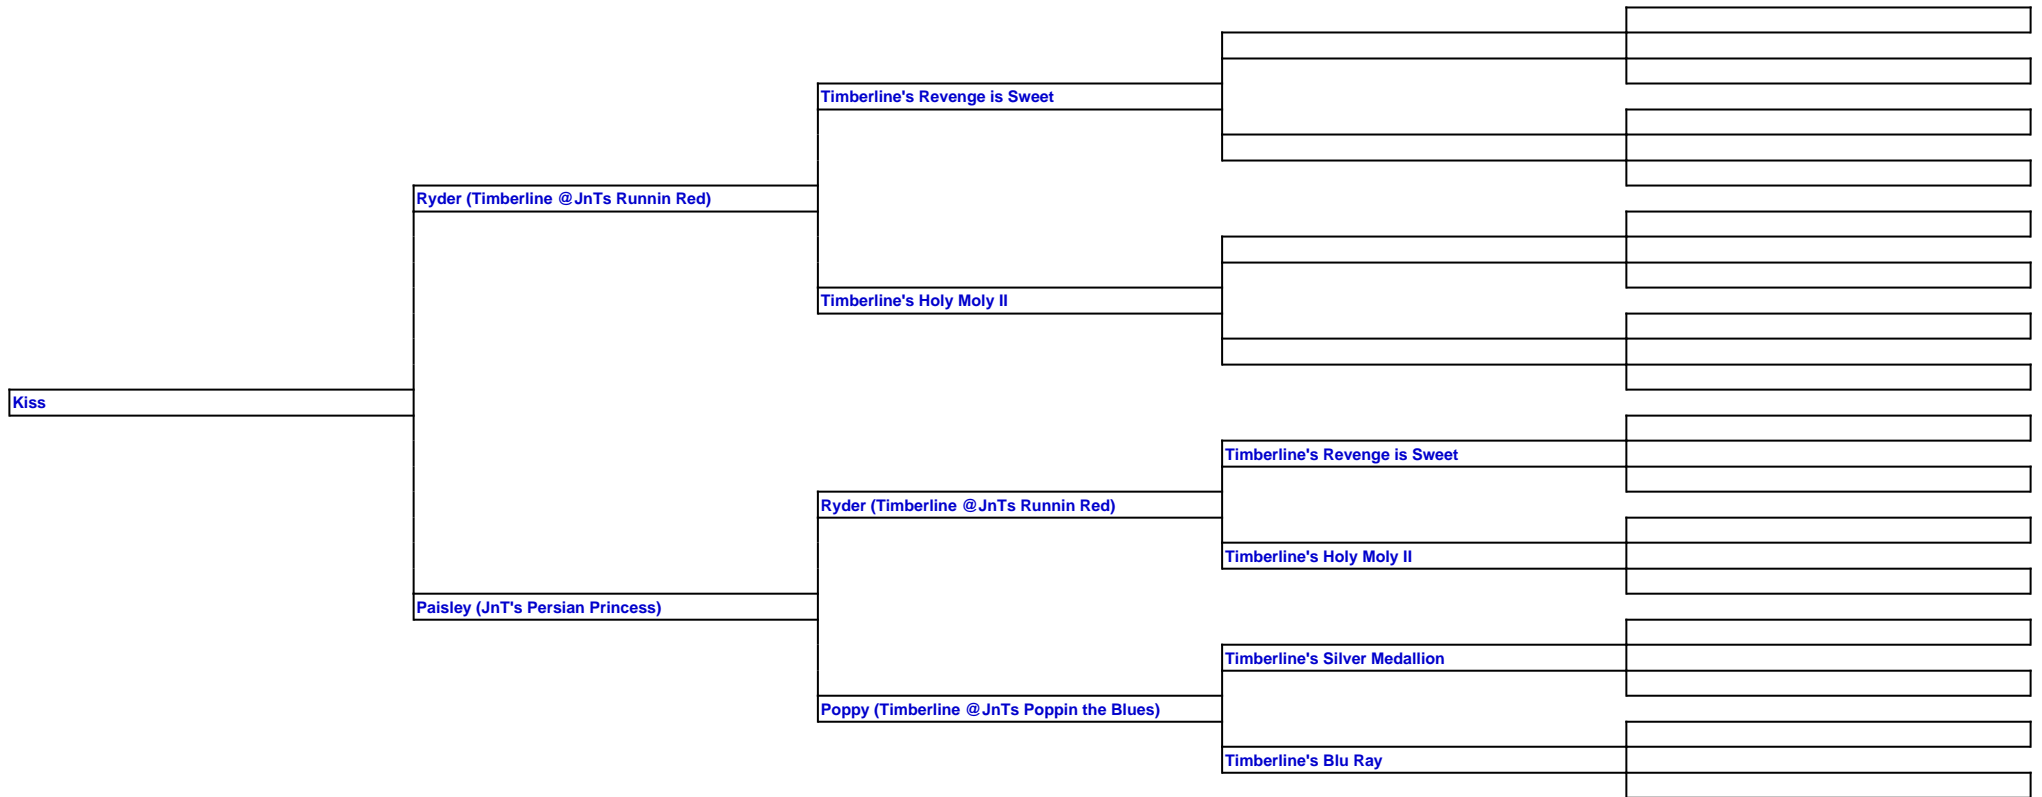 Timberline's Revenge is Sweet
Ryder (Timberline @JnTs Runnin Red)
Timberline's Holy Moly II
Kiss
Timberline's Revenge is Sweet
Ryder (Timberline @JnTs Runnin Red)
Timberline's Holy Moly II
Paisley (JnT's Persian Princess)
Timberline's Silver Medallion
Poppy (Timberline @JnTs Poppin the Blues)
Timberline's Blu Ray